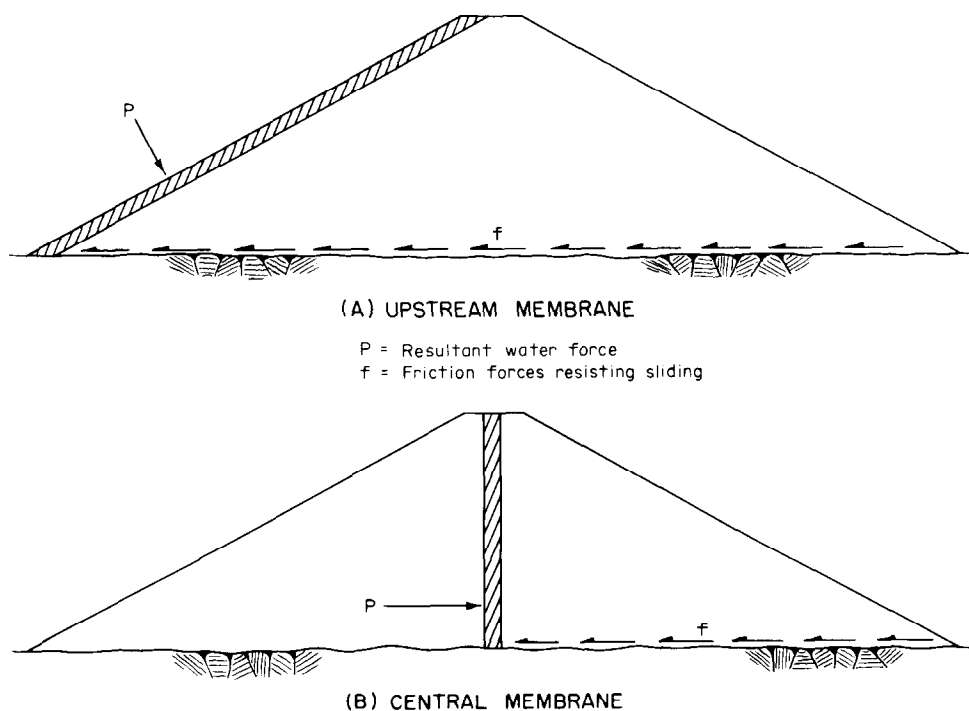 P
f
(A) UPSTREAM MEMBRANE
P = Resultant water force
f = Friction forces resisting sliding
P
f
(B) CENTRAL MEMBRANE